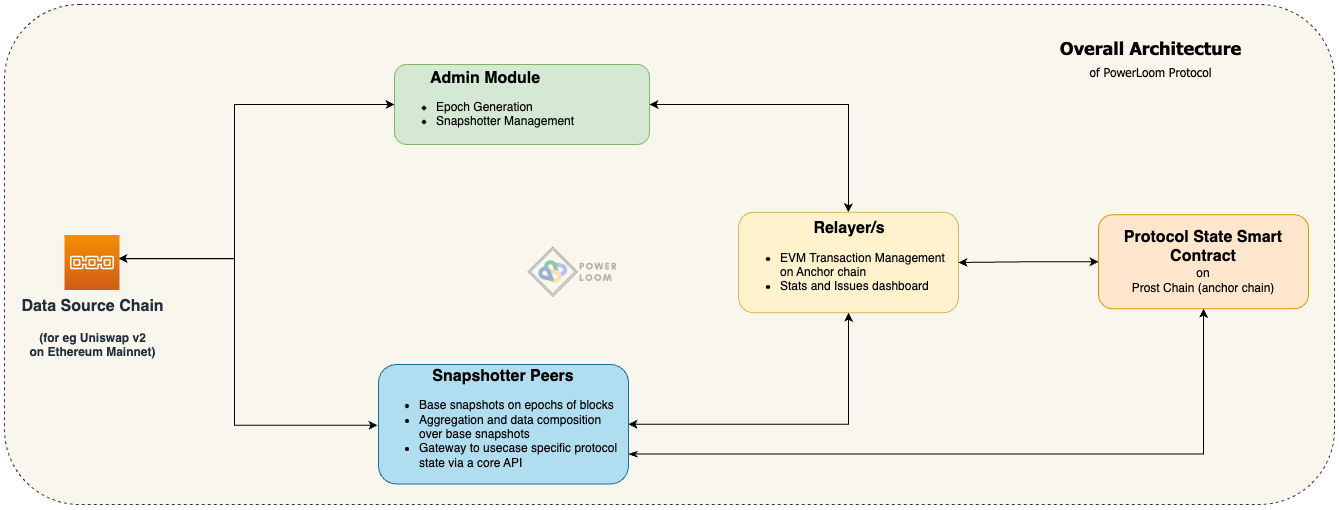 Overall Architecture
of PowerLoom Protocol
Admin Module
• Epoch Generation
• Snapshotter Management
Relayer/s
• EVM Transaction Management
on Anchor chain
• Stats and Issues dashboard
Protocol State Smart
Contract
on
Prost Chain (anchor chain)
POWER
LOOM
Data Source Chain
(for eg Uniswap v2
on Ethereum Mainnet)
Snapshotter Peers
• Base snapshots on epochs of blocks
• Aggregation and data composition
over base snapshots
• Gateway to usecase specific protocol
state via a core API